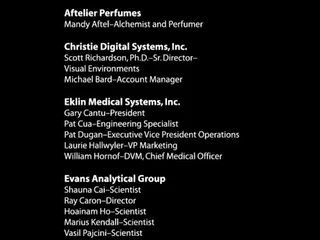 Aftelier Perfumes
Mandy Aftel–Alchemist and Perfumer
Christie Digital Systems, Inc.
Scott Richardson, Ph.D.–Sr. Director–
Visual Environments
Michael Bard–Account Manager
Eklin Medical Systems, Inc.
Gary Cantu–President
Pat Cua–Engineering Specialist
Pat Dugan–Executive Vice President Operations
Laurie Hallwyler–VP Marketing
William Hornof–DVM, Chief Medical Officer
Evans Analytical Group
Shauna Cai–Scientist
Ray Caron–Director
Hoainam Ho–Scientist
Marius Kendall–Scientist
Vasil Pajcini–Scientist